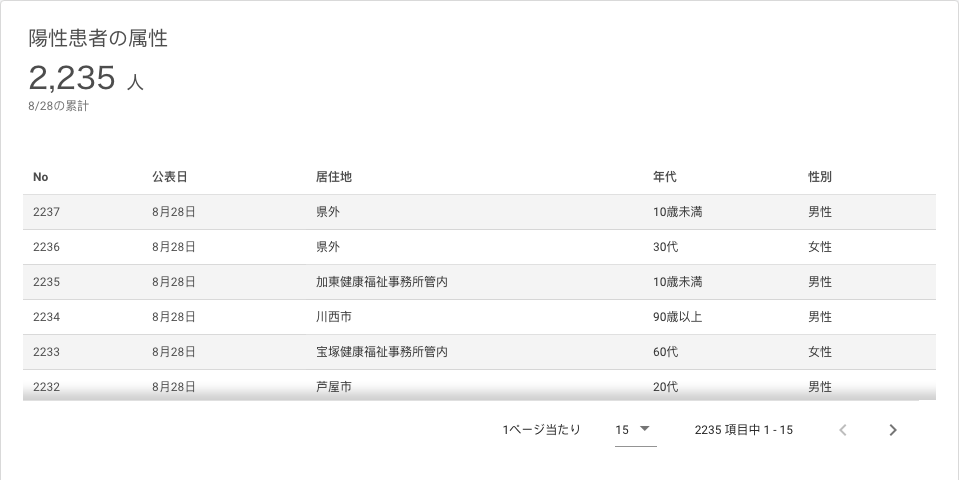 陽性患者の属性
2,235 人
8/28の累計
No 公表日 居住地 年代 性別
2237 8月28日 県外 10歳未満 男性
2236 8月28日 県外 30代 女性
2235 8月28日 加東健康福祉事務所管内 10歳未満 男性
2234 8月28日 川西市 90歳以上 男性
2233 8月28日 宝塚健康福祉事務所管内 60代 女性
2232 8月28日 芦屋市 20代 男性
1ページ当たり 15 2235 項目中 1 - 15